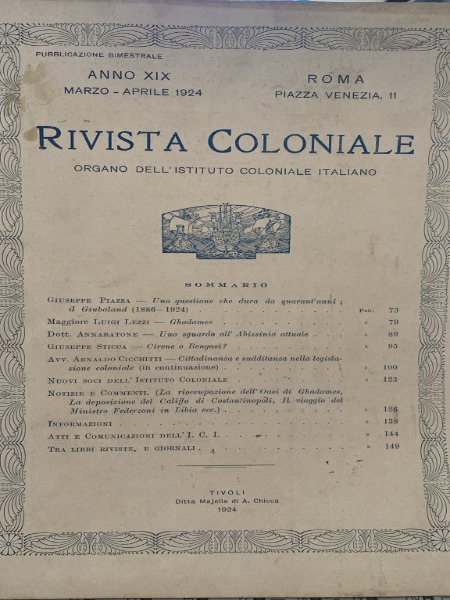 PUBBLICAZIONE BIMESTRALE
ANNO XIX
MARZO - APRILE 1924
ROMA
PIAZZA VENEZIA, 11
RIVISTA COLONIALE
ORGANO DELL'ISTITUTO COLONIALE ITALIANO
SOMMARIO
GIUSEPPE PIAZZA — Una questione che dura da quarant'anni ;
il Giubaland (1886-1924) PAG. 73
Maggiore LUIGI LEZZI — Ghadames . . . . . . . . . » 79
Dott. ANNARATONE — Uno sguardo all' Abissinia attuale . . . » 89
GIUSEPPE STICCA — Cirene o Bengasi? . . . . . . . . » 95
AVV. ARNALDO CICCHITTI — Cittadinanza e sudditanza nella legisla-
zione coloniale (in continuazione) . . . . . . . » 100
NUOVI SOCI DELL'ISTITUTO COLONIALE . . . . . . . » 123
NOTIZIE E COMMENTI. (La rioccupazione dell'Oasi di Ghadames,
La deposizione del Califfo di Costantinopoli, Il viaggio del
Ministro Federzoni in Libia ecc.) . . . . . . . » 126
INFORMAZIONI . . . . . . . . . » 138
ATTI E COMUNICAZIONI DELL'I. C. I. . . . . . . . » 144
TRA LIBRI RIVISTE, E GIORNALI . . . . . . . . » 149
TIVOLI
Ditta Majella di A. Chicca
1924